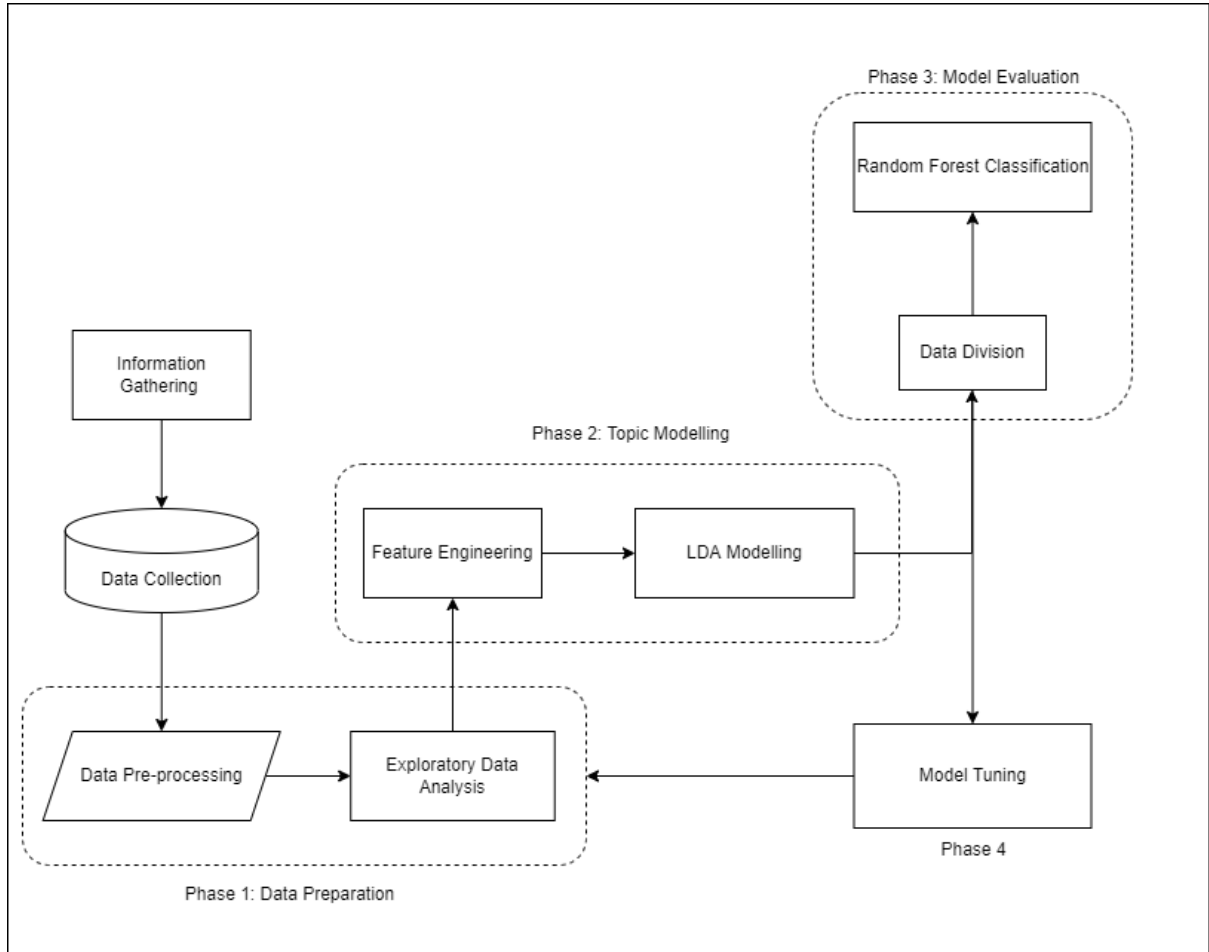 Phase 3: Model Evaluation
Random Forest Classification
Data Division
Information
Gathering
Phase 2: Topic Modelling
Feature Engineering
LDA Modelling
Data Collection
Data Pre-processing
Exploratory Data
Analysis
Model Tuning
Phase 4
Phase 1: Data Preparation